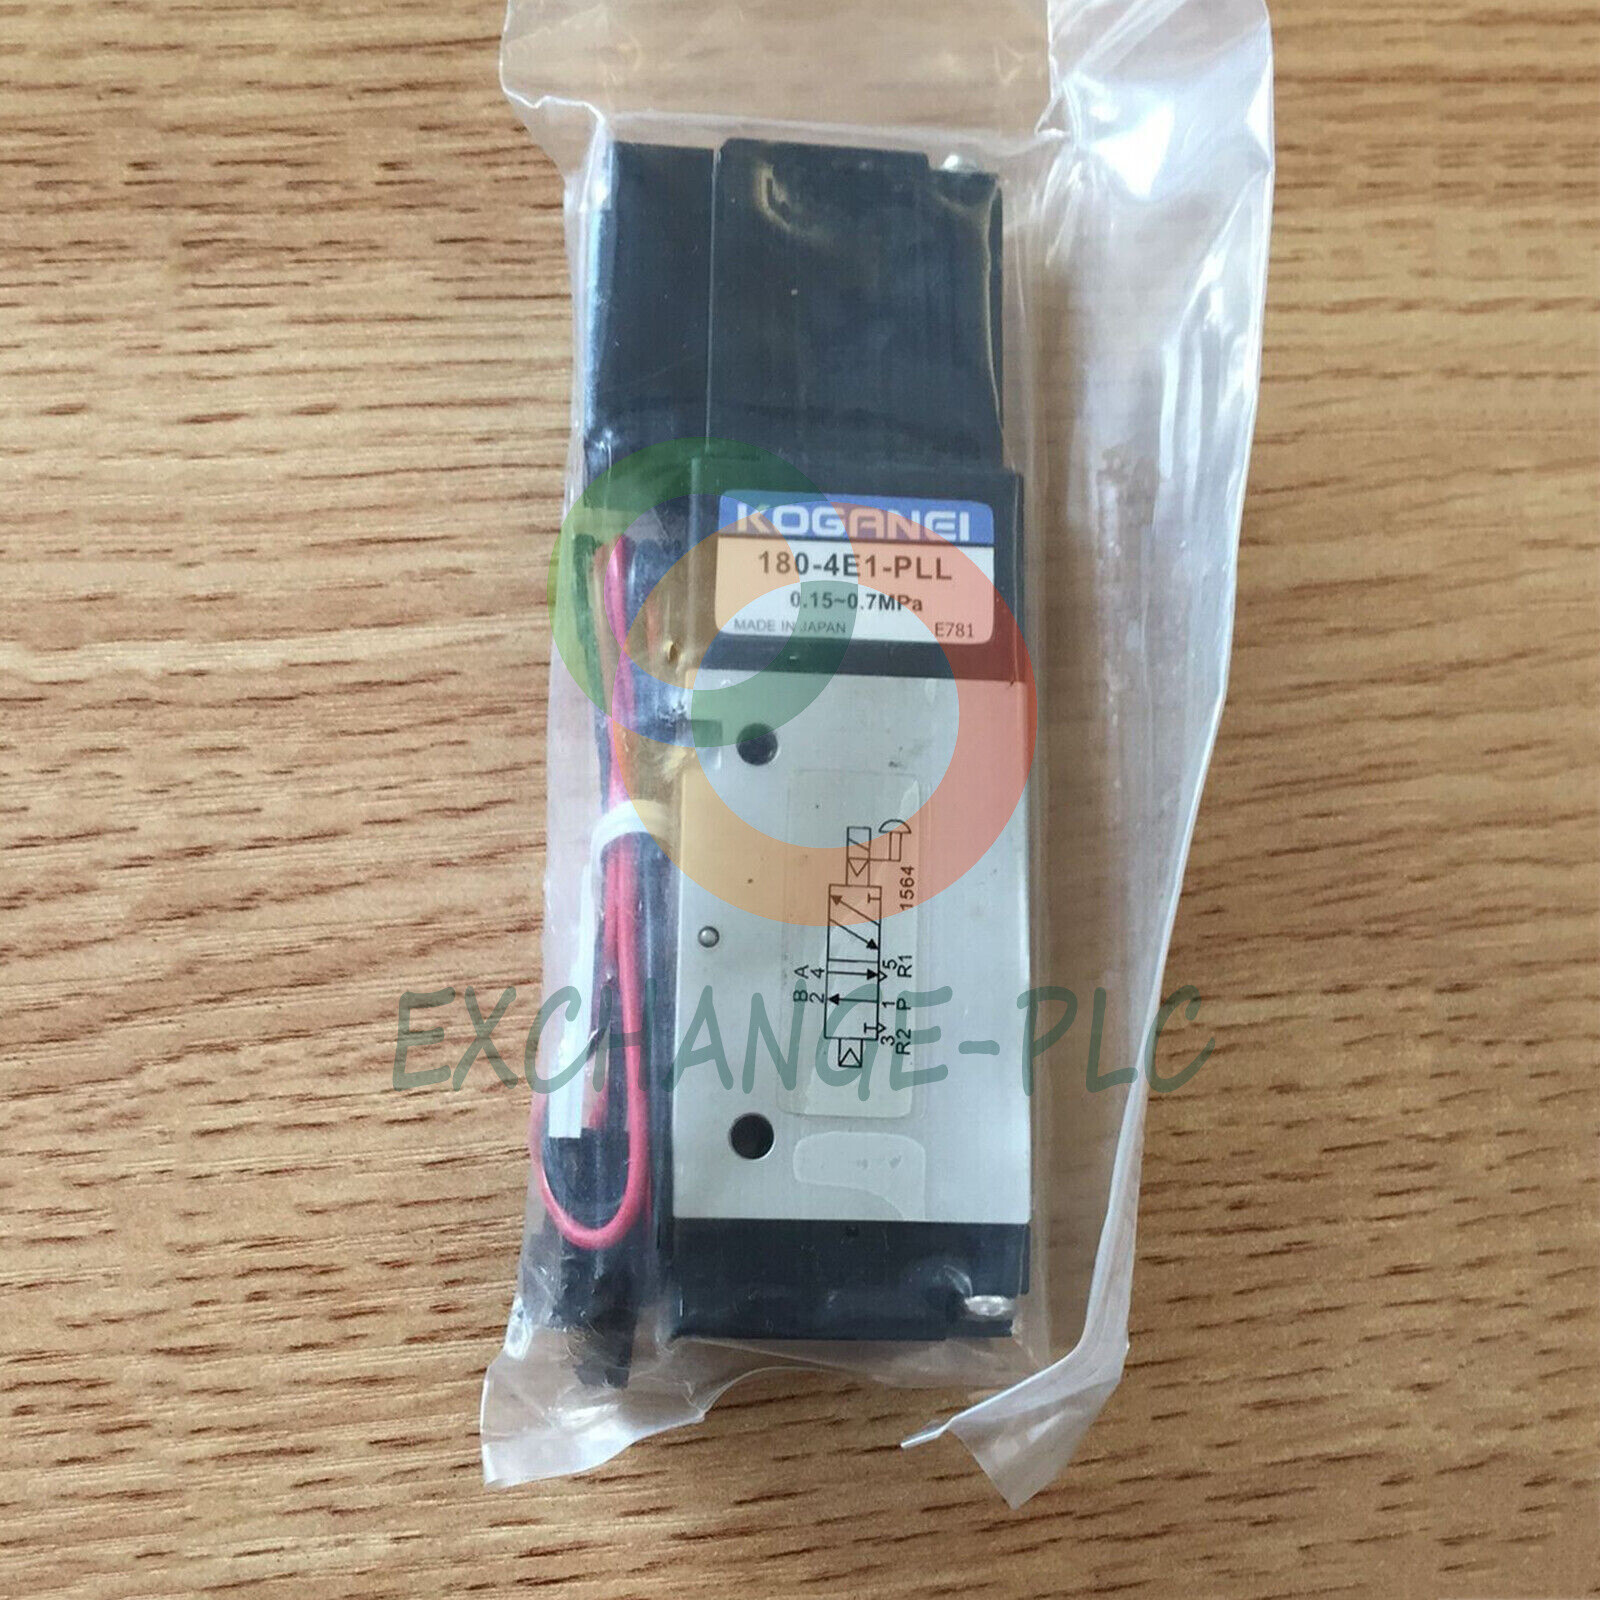 KOGANEI
180-4E1-PLL
0.15~0.7MPa
MADE IN JAPAN E781
1564
B A
2 4
3 1 5
R2 P R1
EXCHANGE-PLC